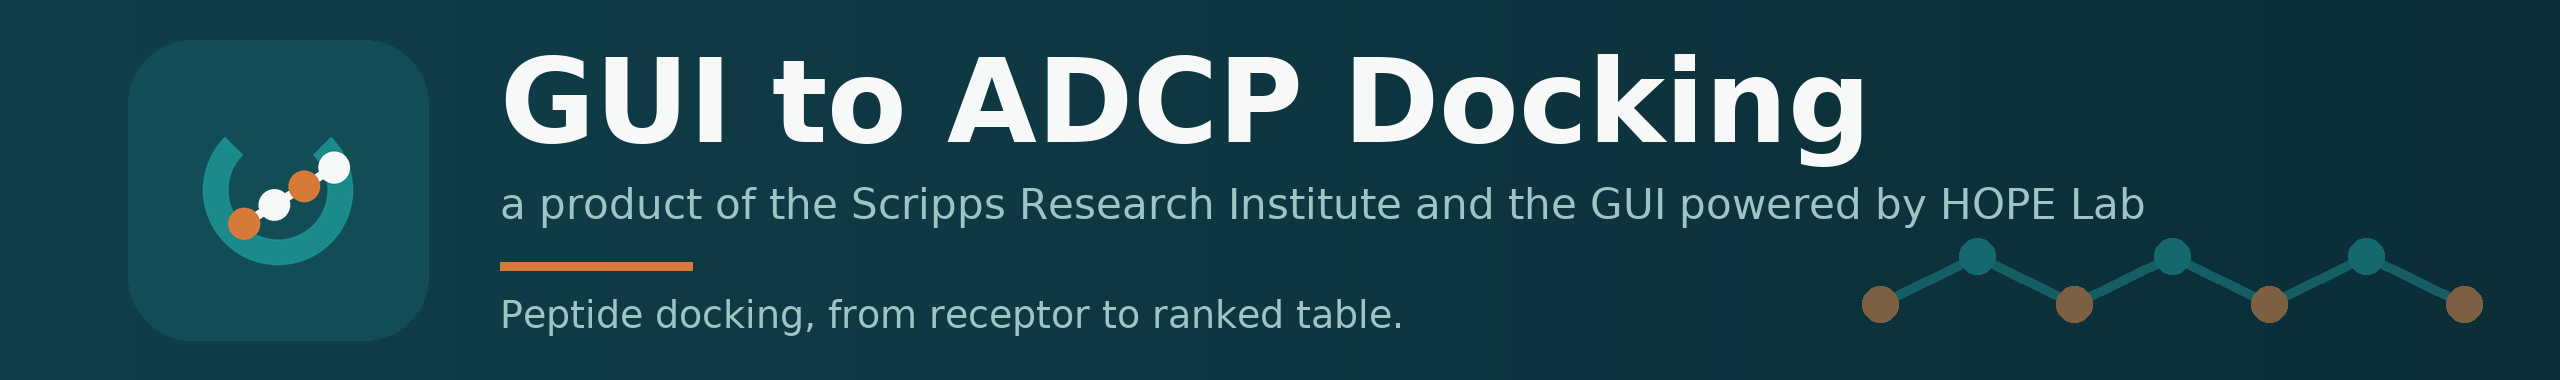 GUI to ADCP Docking
a product of the Scripps Research Institute and the GUI powered by HOPE Lab
Peptide docking, from receptor to ranked table.